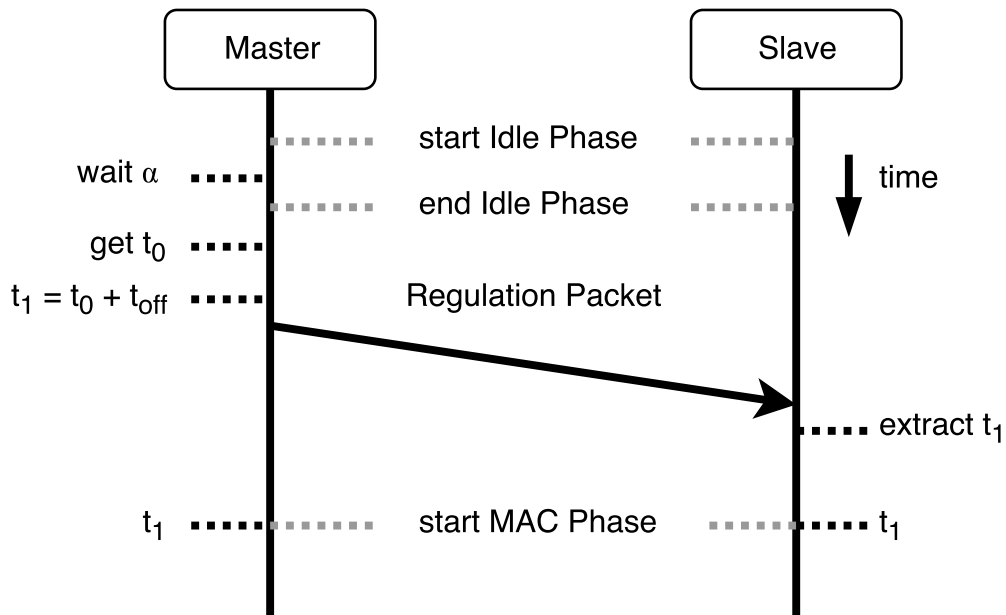 Master
Slave
start Idle Phase
wait α
time
end Idle Phase
get t₀
t₁ = t₀ + tₒff
Regulation Packet
extract t₁
t₁
start MAC Phase
t₁